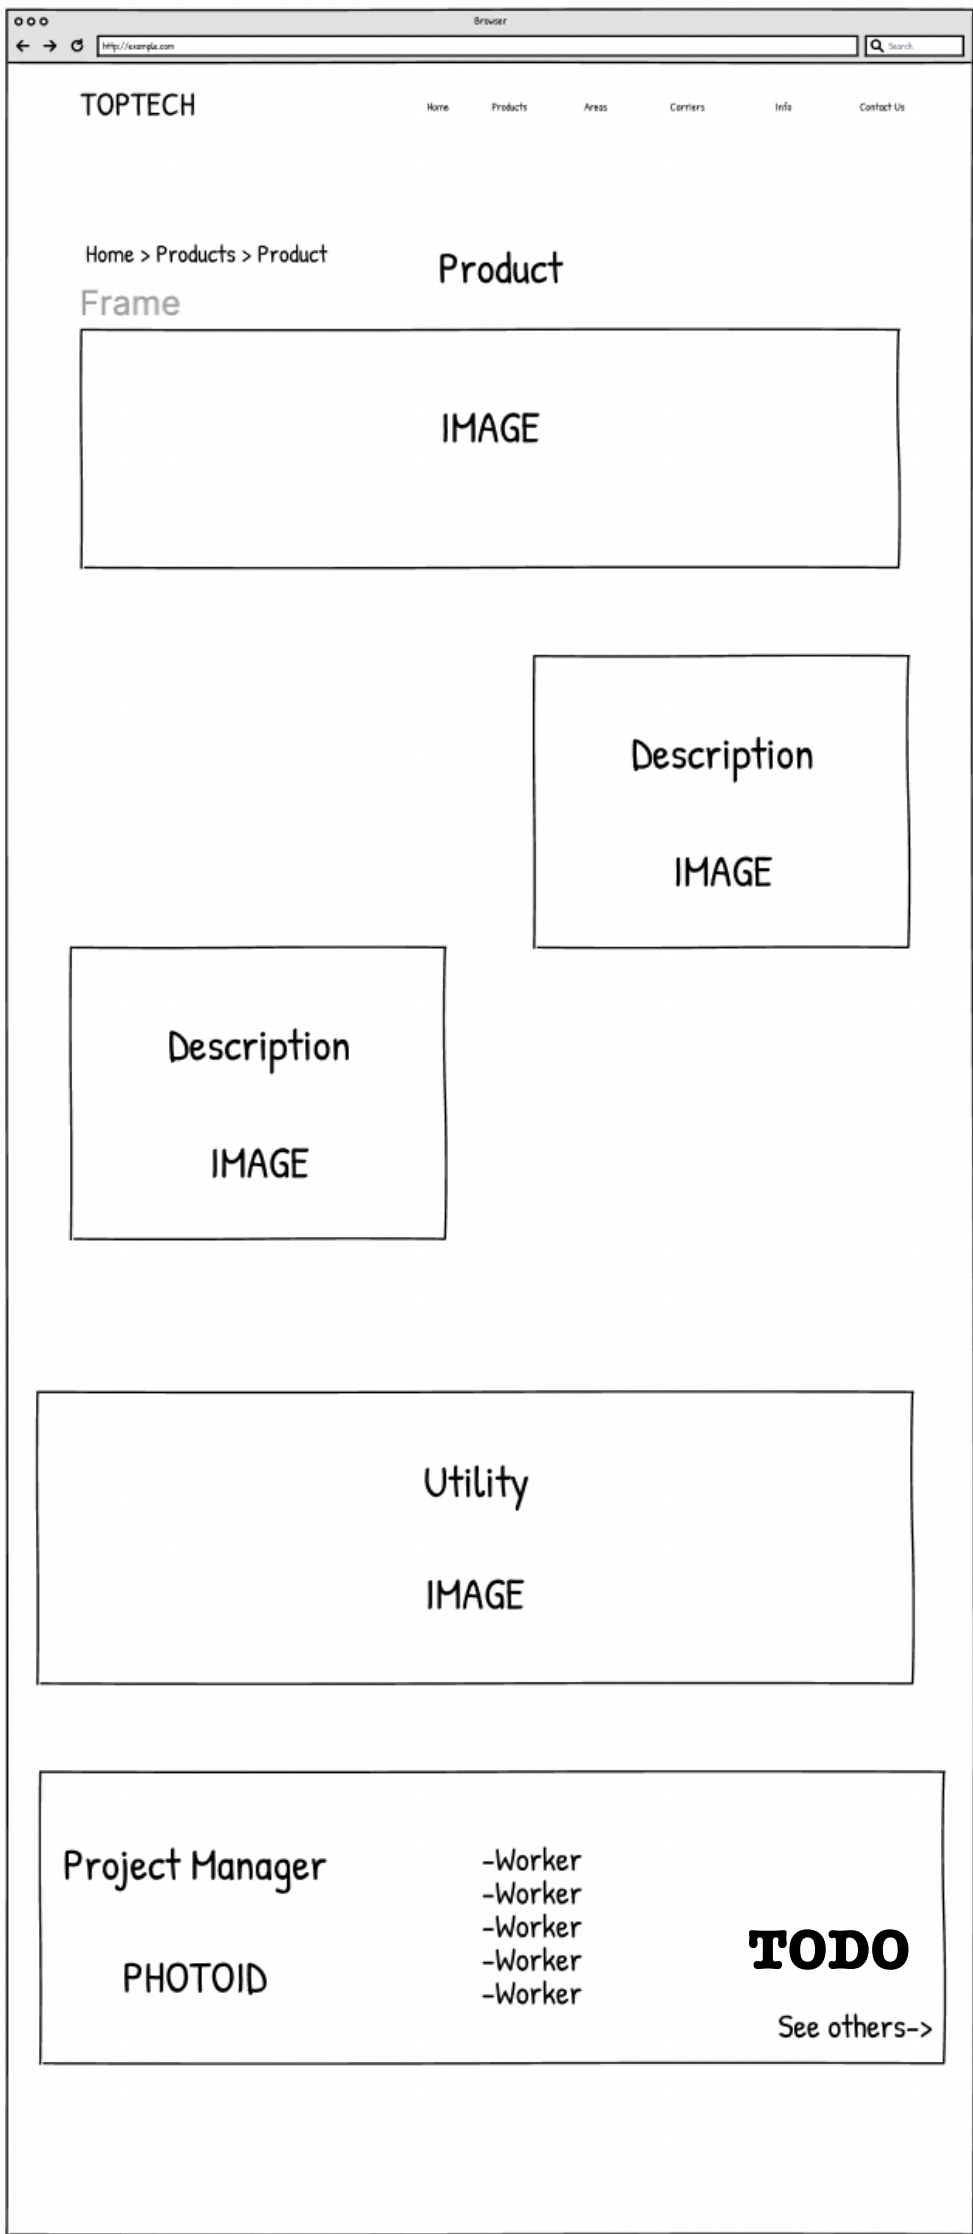 Browser
http://example.com
Search
TOPTECH
Home Products Areas Carriers Info Contact Us
Home > Products > Product
Product
Frame
IMAGE
Description
IMAGE
Description
IMAGE
Utility
IMAGE
Project Manager
PHOTOID
-Worker
-Worker
-Worker
-Worker
-Worker
TODO
See others->